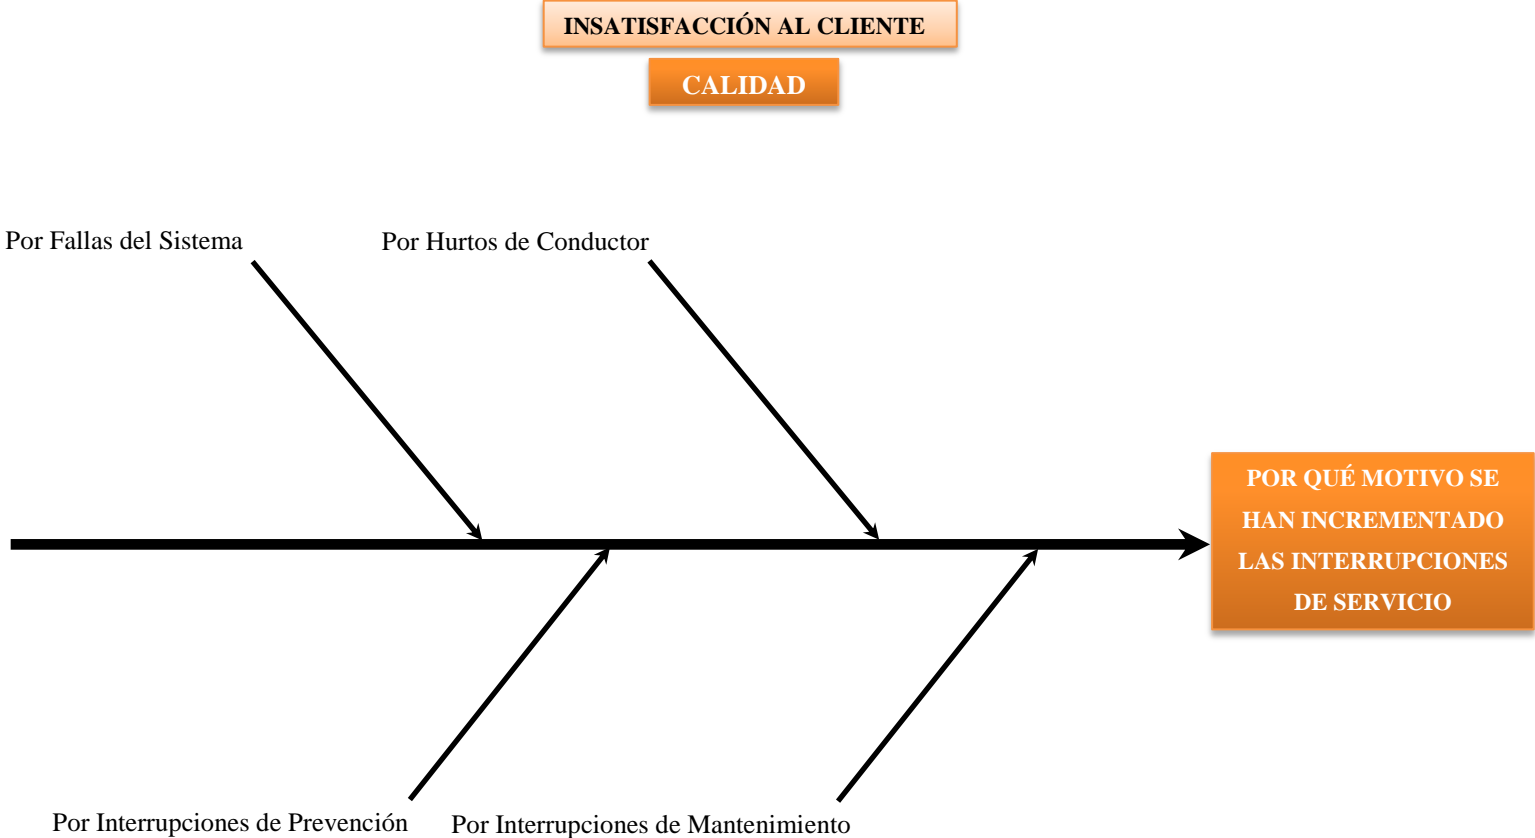 INSATISFACCIÓN AL CLIENTE
CALIDAD
Por Fallas del Sistema
Por Hurtos de Conductor
POR QUÉ MOTIVO SE
HAN INCREMENTADO
LAS INTERRUPCIONES
DE SERVICIO
Por Interrupciones de Prevención
Por Interrupciones de Mantenimiento